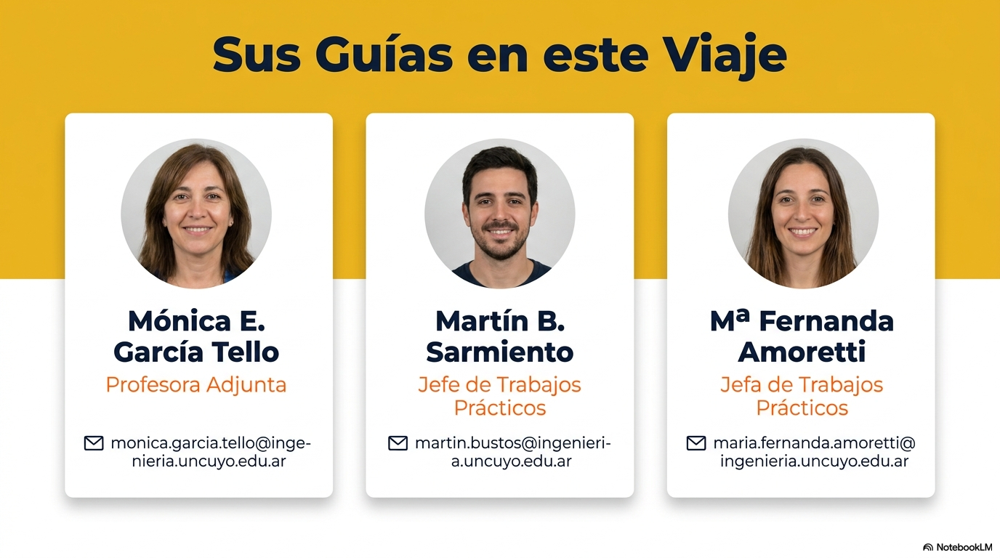 Sus Guías en este Viaje
Mónica E.
García Tello
Profesora Adjunta
monica.garcia.tello@inge-
nieria.uncuyo.edu.ar
Martín B.
Sarmiento
Jefe de Trabajos
Prácticos
martin.bustos@ingenieri-
a.uncuyo.edu.ar
Mª Fernanda
Amoretti
Jefa de Trabajos
Prácticos
maria.fernanda.amoretti@
ingenieria.uncuyo.edu.ar
NotebookLM